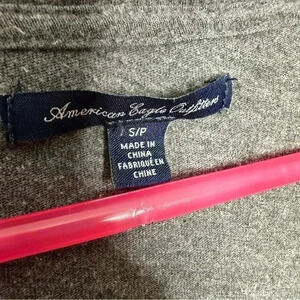 American Eagle Outfitters
S/P
MADE IN
CHINA
FABRIQUÉ EN
CHINE